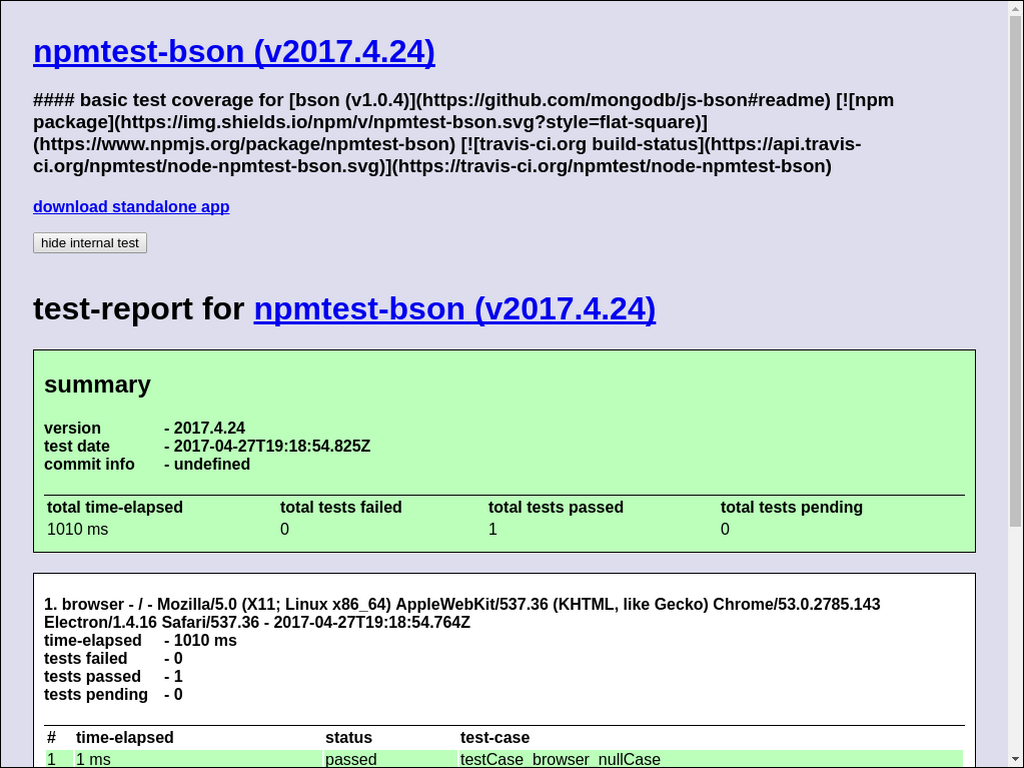 npmtest-bson (v2017.4.24)
#### basic test coverage for [bson (v1.0.4)](https://github.com/mongodb/js-bson#readme) [![npm
package](https://img.shields.io/npm/v/npmtest-bson.svg?style=flat-square)]
(https://www.npmjs.org/package/npmtest-bson) [![travis-ci.org build-status](https://api.travis-
ci.org/npmtest/node-npmtest-bson.svg)](https://travis-ci.org/npmtest/node-npmtest-bson)
download standalone app
hide internal test
test-report for npmtest-bson (v2017.4.24)
summary
version - 2017.4.24
test date - 2017-04-27T19:18:54.825Z
commit info - undefined
total time-elapsed total tests failed total tests passed total tests pending
1010 ms 0 1 0
1. browser - / - Mozilla/5.0 (X11; Linux x86_64) AppleWebKit/537.36 (KHTML, like Gecko) Chrome/53.0.2785.143
Electron/1.4.16 Safari/537.36 - 2017-04-27T19:18:54.764Z
time-elapsed - 1010 ms
tests failed - 0
tests passed - 1
tests pending - 0
# time-elapsed status test-case
1 1 ms passed testCase_browser_nullCase